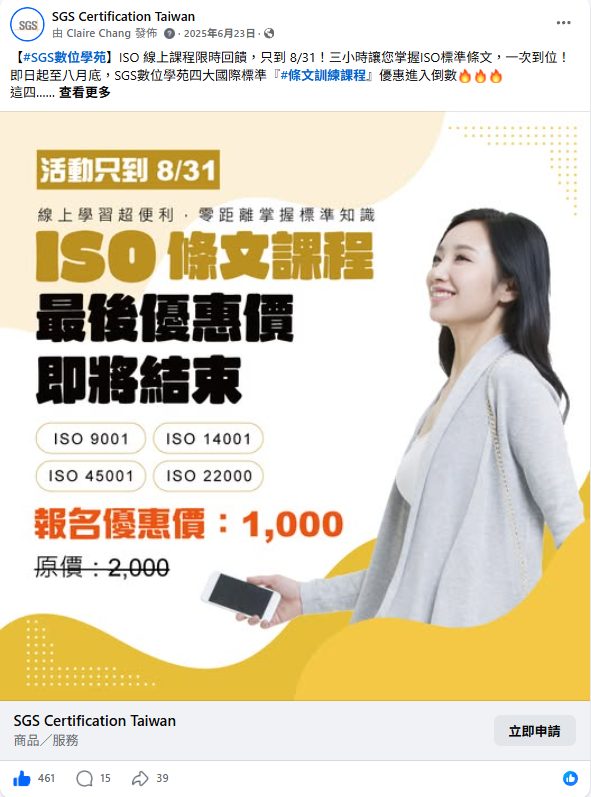 SGS
SGS Certification Taiwan
由 Claire Chang 發佈 · 2025年6月23日 ·
【#SGS數位學苑】ISO 線上課程限時回饋，只到 8/31！三小時讓您掌握ISO標準條文，一次到位！
即日起至八月底，SGS數位學苑四大國際標準『#條文訓練課程』優惠進入倒數🔥🔥🔥
這四...... 查看更多
活動只到 8/31
線上學習超便利．零距離掌握標準知識
ISO 條文課程
最後優惠價
即將結束
ISO 9001
ISO 14001
ISO 45001
ISO 22000
報名優惠價：1,000
原價：2,000
SGS Certification Taiwan
商品／服務
立即申請
461
15
39